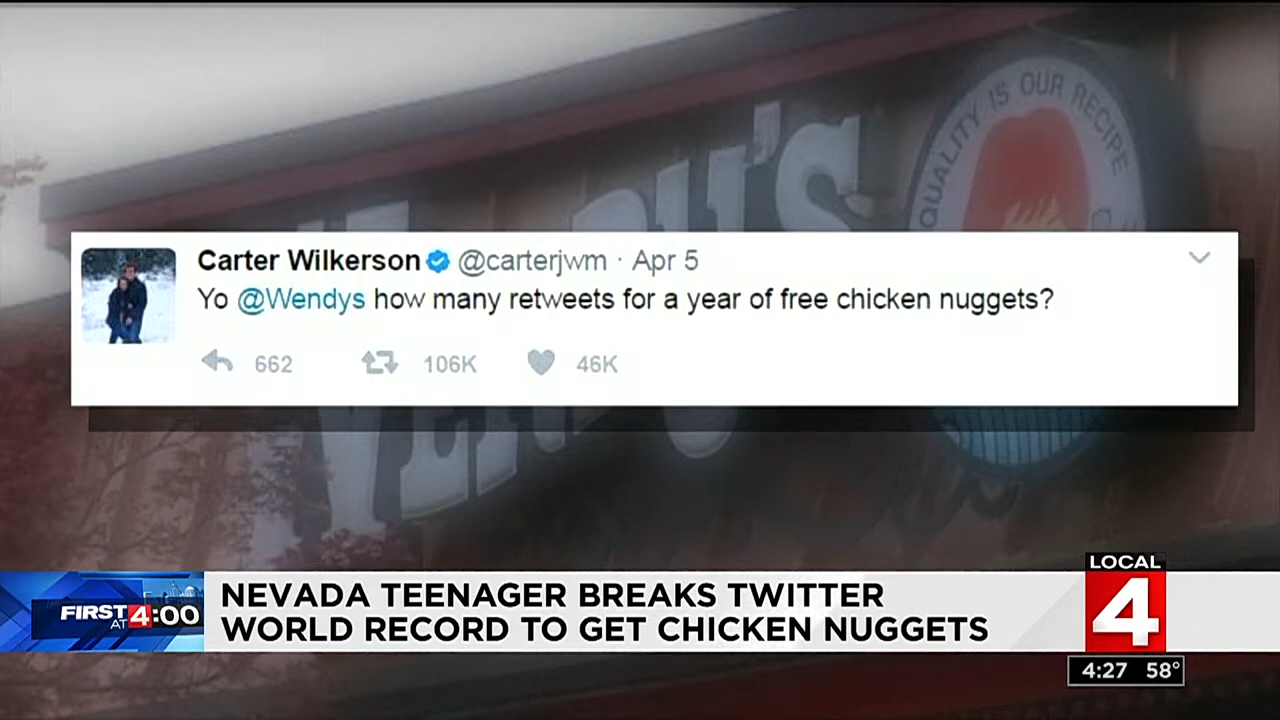 QUALITY IS OUR RECIPE
Wendy's
Carter Wilkerson @carterjwm · Apr 5
Yo @Wendys how many retweets for a year of free chicken nuggets?
662 106K 46K
NEVADA TEENAGER BREAKS TWITTER
WORLD RECORD TO GET CHICKEN NUGGETS
FIRST AT 4:00
LOCAL
4
4:27 58°